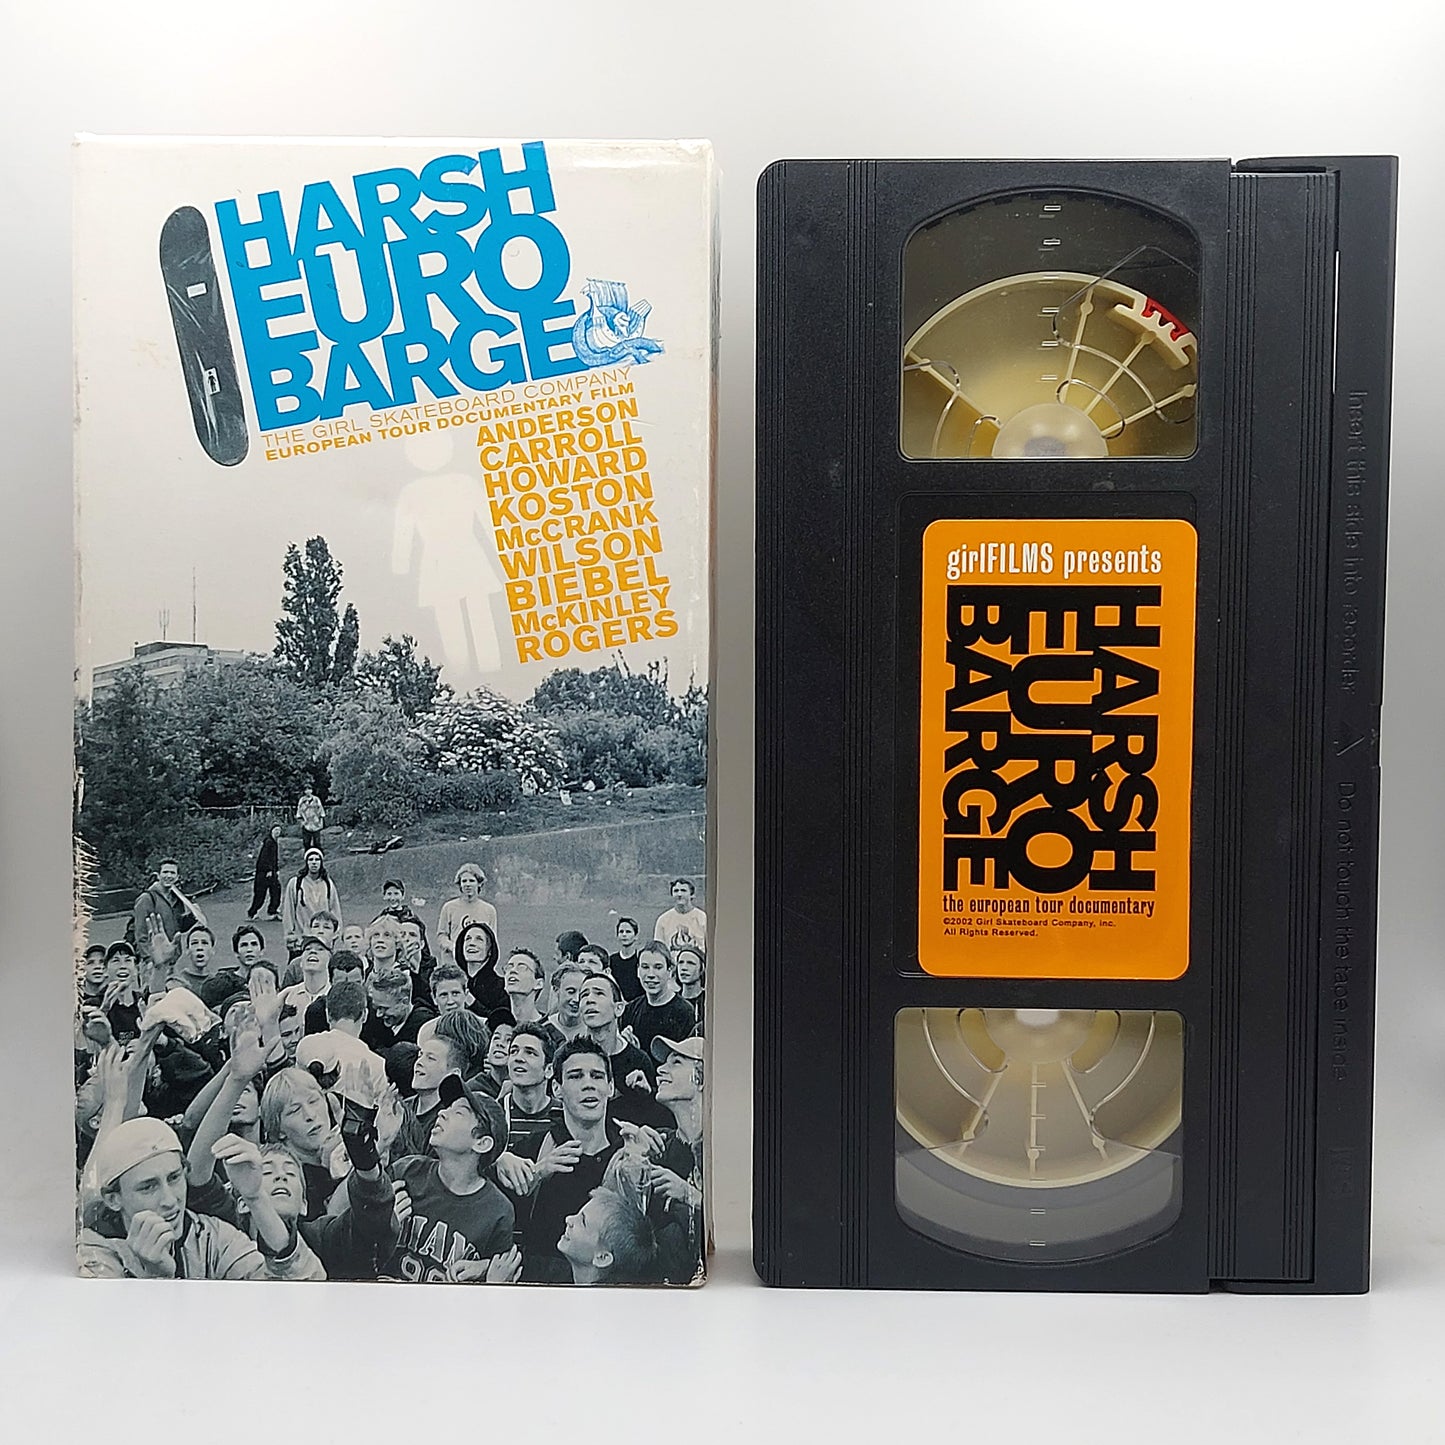 HARSH
EURO
BARGE
THE GIRL SKATEBOARD COMPANY
EUROPEAN TOUR DOCUMENTARY FILM
ANDERSON
CARROLL
HOWARD
KOSTON
McCRANK
WILSON
BIEBEL
McKINLEY
ROGERS
girlFILMS presents
HARSH
EURO
BARGE
the european tour documentary
©2002 Girl Skateboard Company, Inc.
All Rights Reserved.
Insert this side into recorder
Do not touch the tape inside